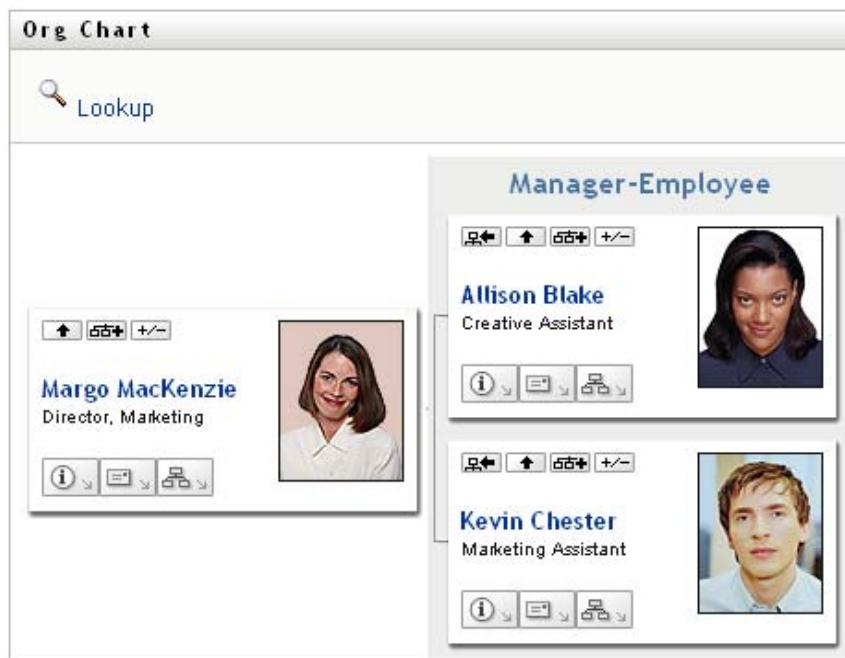 Org Chart
Lookup
Manager-Employee
+/-
Margo MacKenzie
Director, Marketing
+/-
Allison Blake
Creative Assistant
+/-
Kevin Chester
Marketing Assistant